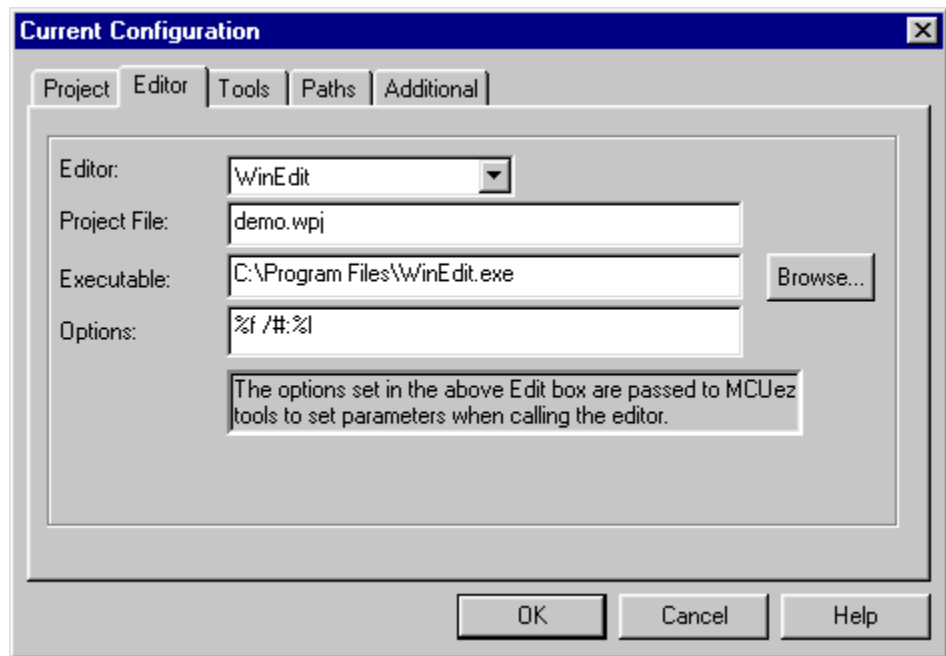 Current Configuration
Project Editor Tools Paths Additional
Editor: WinEdit
Project File: demo.wpj
Executable: C:\Program Files\WinEdit.exe Browse...
Options: %f /#:%l
The options set in the above Edit box are passed to MCUez
tools to set parameters when calling the editor.
OK Cancel Help